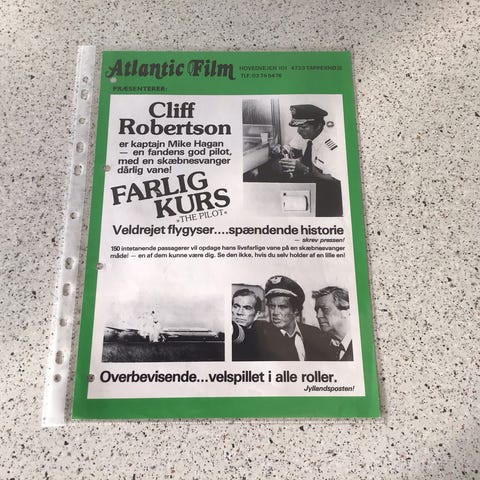 Atlantic Film
HOVEDVEJEN 101 4733 TAPPERNØJE
TLF. 03 76 54 76
PRÆSENTERER:
Cliff
Robertson
er kaptajn Mike Hagan
— en fandens god pilot,
med en skæbnesvanger
dårlig vane!
FARLIG
KURS
»THE PILOT«
Veldrejet flygyser....spændende historie
— skrev pressen!
150 intetanende passagerer vil opdage hans livsfarlige vane på en skæbnesvanger
måde! — en af dem kunne være dig. Se den ikke, hvis du selv holder af en lille en!
Overbevisende...velspillet i alle roller.
Jyllandsposten!